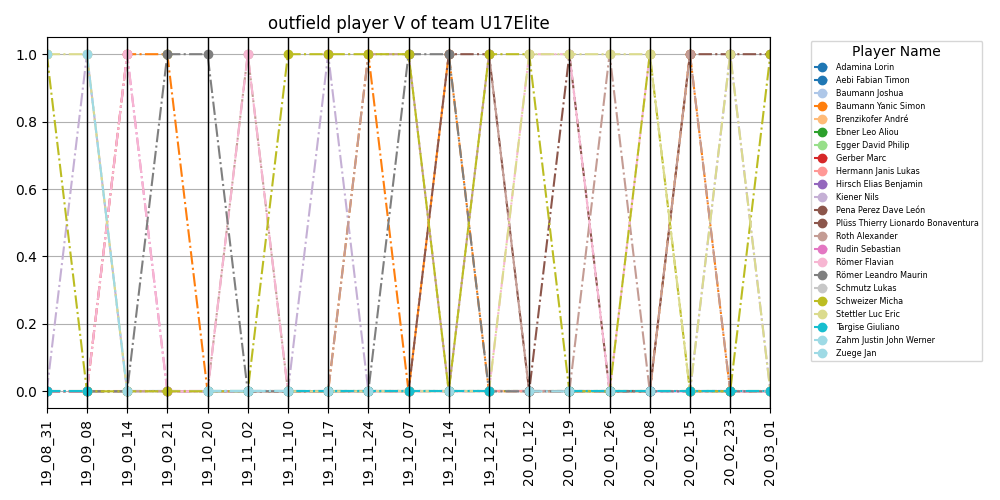 outfield player V of team U17Elite
1.0
0.8
0.6
0.4
0.2
0.0
19_08_31
19_09_08
19_09_14
19_09_21
19_10_20
19_11_02
19_11_10
19_11_17
19_11_24
19_12_07
19_12_14
19_12_21
20_01_12
20_01_19
20_01_26
20_02_08
20_02_15
20_02_23
20_03_01
Player Name
Adamina Lorin
Aebi Fabian Timon
Baumann Joshua
Baumann Yanic Simon
Brenzikofer André
Ebner Leo Aliou
Egger David Philip
Gerber Marc
Hermann Janis Lukas
Hirsch Elias Benjamin
Kiener Nils
Pena Perez Dave León
Plüss Thierry Lionardo Bonaventura
Roth Alexander
Rudin Sebastian
Römer Flavian
Römer Leandro Maurin
Schmutz Lukas
Schweizer Micha
Stettler Luc Eric
Targise Giuliano
Zahm Justin John Werner
Zuege Jan